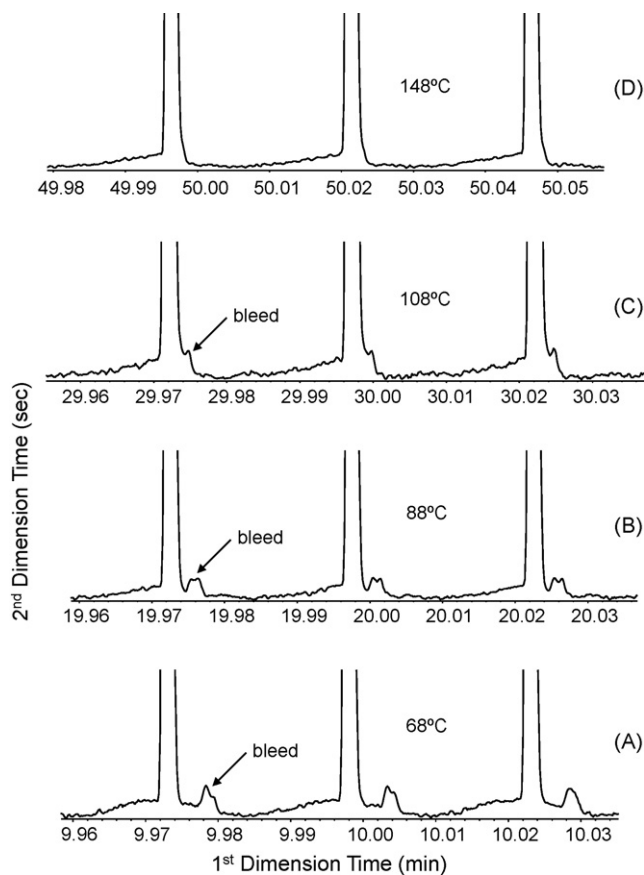 148ºC
(D)
49.98 49.99 50.00 50.01 50.02 50.03 50.04 50.05
108ºC
(C)
bleed
29.96 29.97 29.98 29.99 30.00 30.01 30.02 30.03
88ºC
(B)
bleed
19.96 19.97 19.98 19.99 20.00 20.01 20.02 20.03
68ºC
(A)
bleed
9.96 9.97 9.98 9.99 10.00 10.02 10.03
2nd Dimension Time (sec)
1st Dimension Time (min)